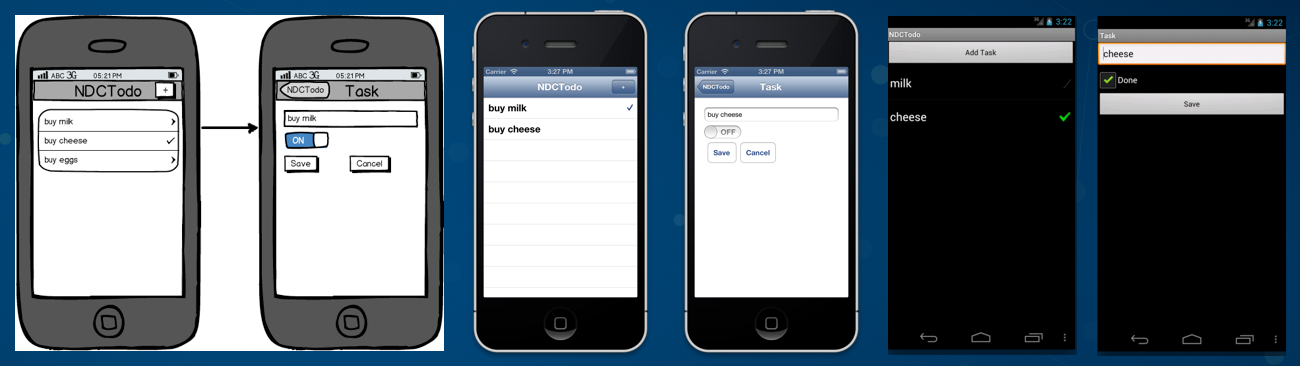 ABC 3G 05:21 PM
NDCTodo +
buy milk
buy cheese
buy eggs
ABC 3G 05:21 PM
NDCTodo Task
buy milk
ON
Save Cancel
Carrier 3:27 PM
NDCTodo +
buy milk
buy cheese
Carrier 3:27 PM
NDCTodo Task
buy cheese
OFF
Save Cancel
3:22
NDCTodo
Add Task
milk
cheese
3:22
Task
cheese
Done
Save